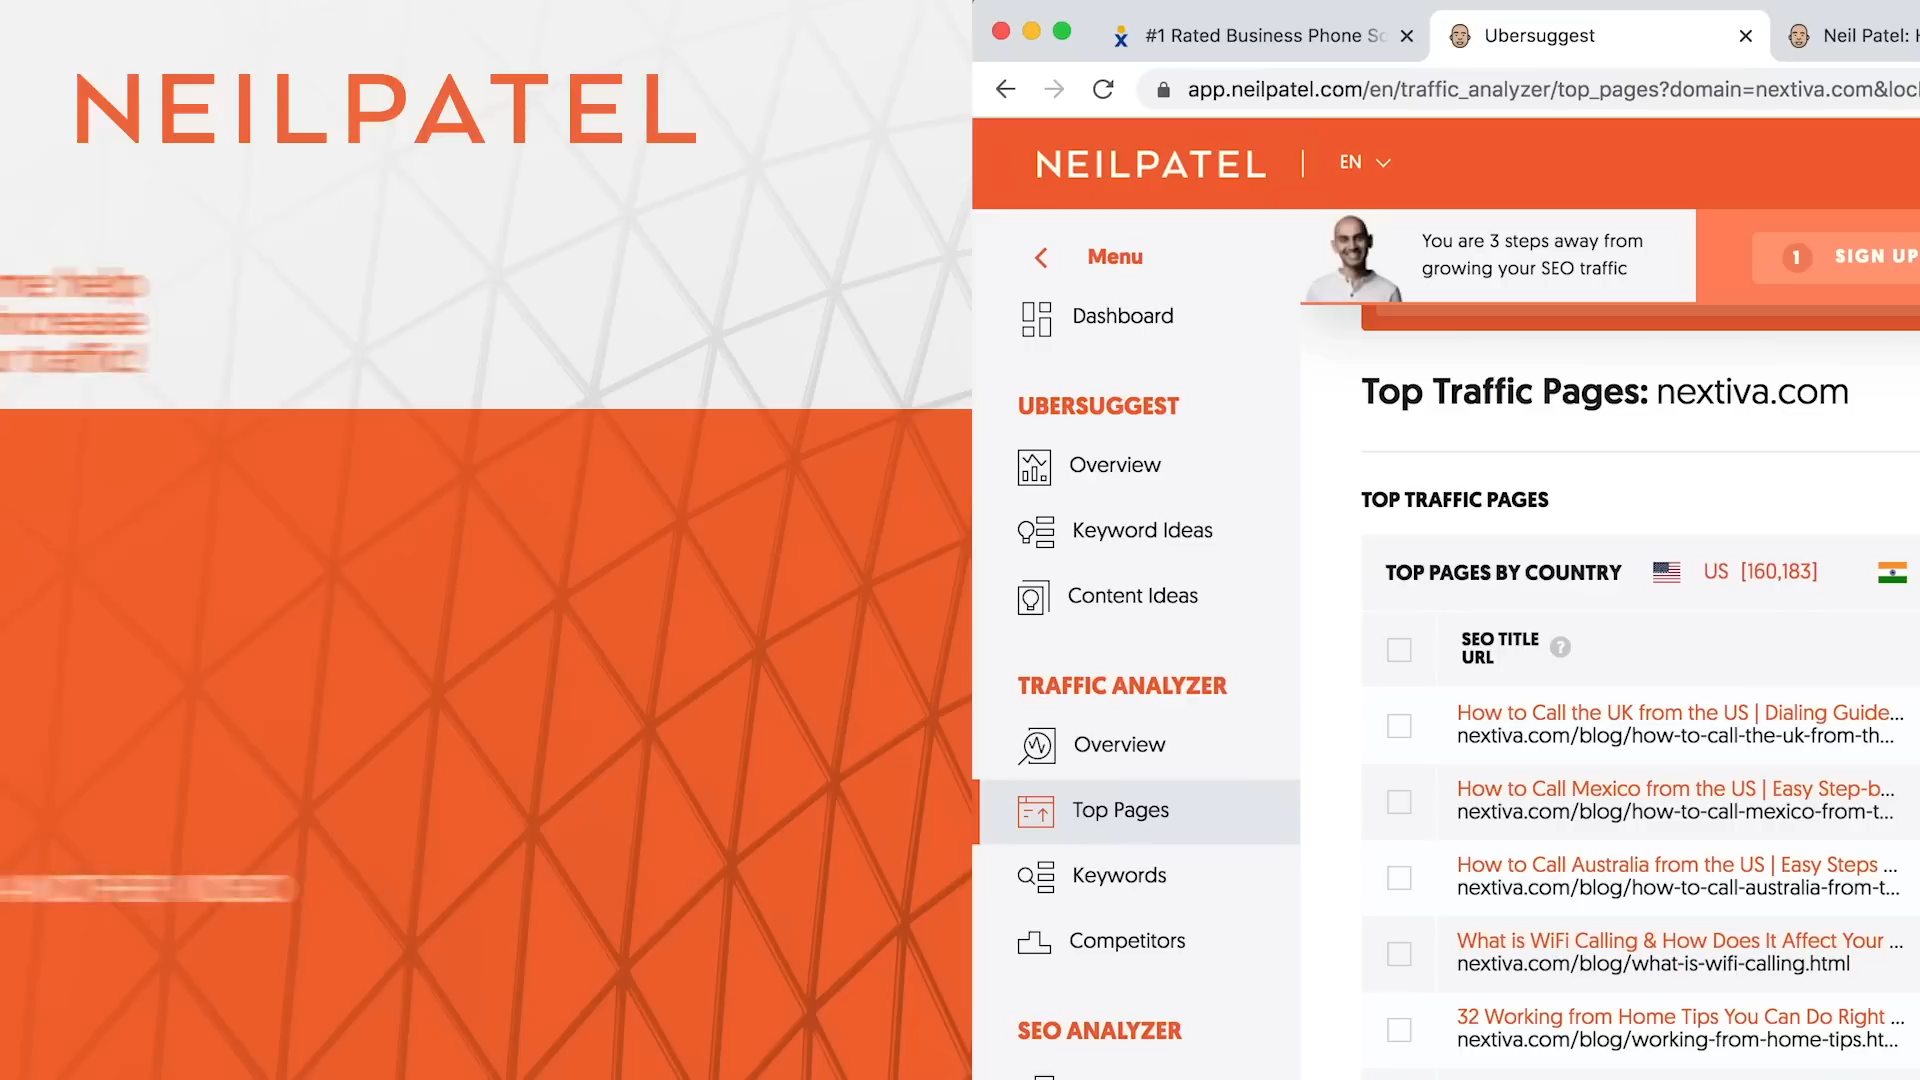 NEILPATEL
#1 Rated Business Phone S
Ubersuggest
Neil Patel:
app.neilpatel.com/en/traffic_analyzer/top_pages?domain=nextiva.com&loc
NEILPATEL | EN
You are 3 steps away from
growing your SEO traffic
1 SIGN UP
Menu
Dashboard
UBERSUGGEST
Overview
Keyword Ideas
Content Ideas
TRAFFIC ANALYZER
Overview
Top Pages
Keywords
Competitors
SEO ANALYZER
Top Traffic Pages: nextiva.com
TOP TRAFFIC PAGES
TOP PAGES BY COUNTRY US [160,183]
SEO TITLE ?
URL
How to Call the UK from the US | Dialing Guide...
nextiva.com/blog/how-to-call-the-uk-from-th...
How to Call Mexico from the US | Easy Step-b...
nextiva.com/blog/how-to-call-mexico-from-t...
How to Call Australia from the US | Easy Steps ...
nextiva.com/blog/how-to-call-australia-from-t...
What is WiFi Calling & How Does It Affect Your ...
nextiva.com/blog/what-is-wifi-calling.html
32 Working from Home Tips You Can Do Right ...
nextiva.com/blog/working-from-home-tips.ht...